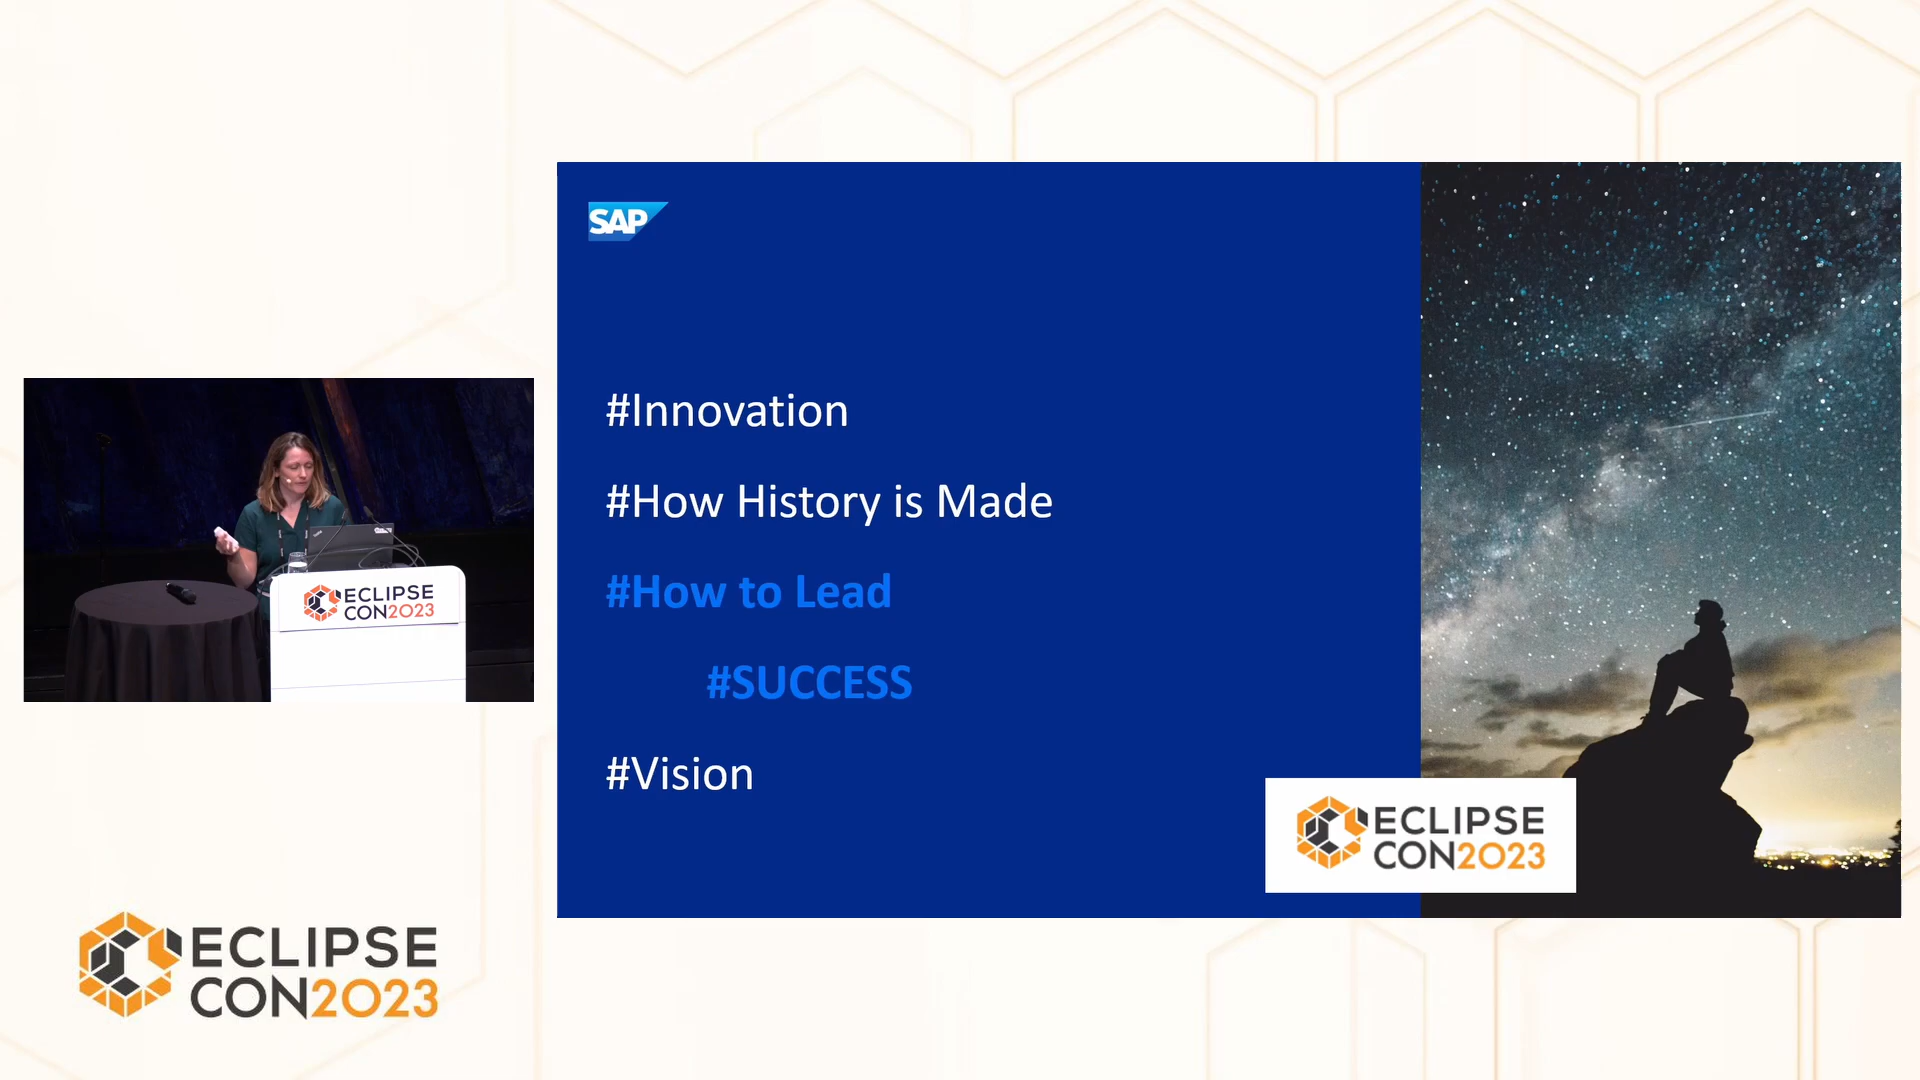 SAP
#Innovation
#How History is Made
#How to Lead
#SUCCESS
#Vision
ECLIPSE
CON2023
ECLIPSE
CON2023
ECLIPSE
CON2023